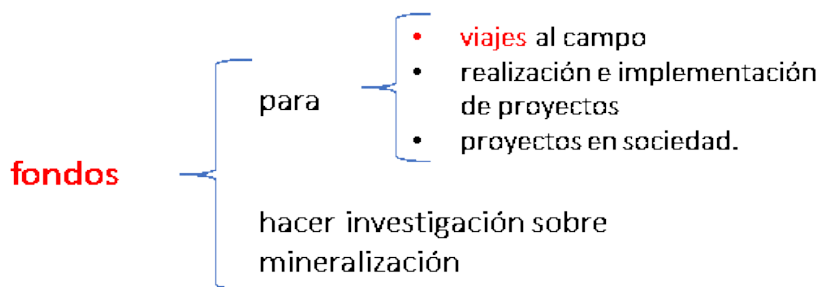 fondos
para
• viajes al campo
• realización e implementación
de proyectos
• proyectos en sociedad.
hacer investigación sobre
mineralización